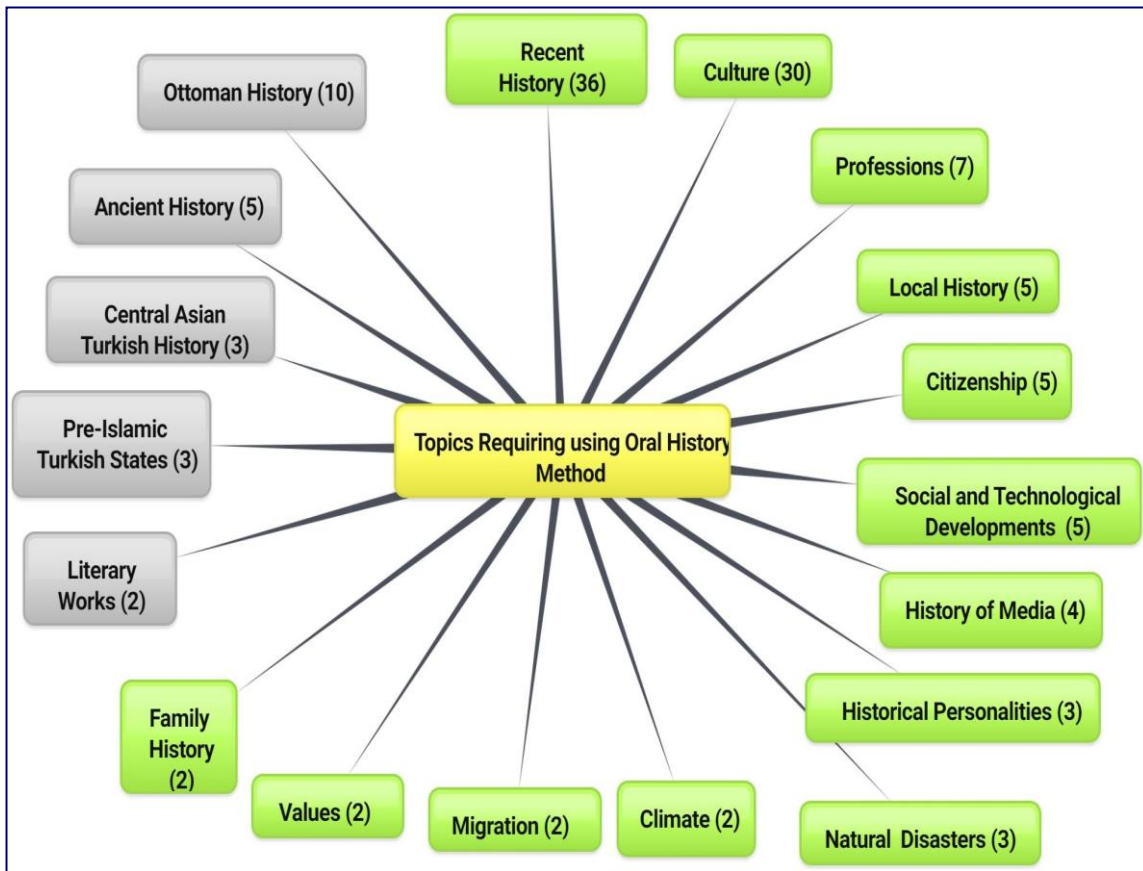 Topics Requiring using Oral History
Method
Recent
History (36)
Culture (30)
Professions (7)
Local History (5)
Citizenship (5)
Social and Technological
Developments (5)
History of Media (4)
Historical Personalities (3)
Natural Disasters (3)
Climate (2)
Migration (2)
Values (2)
Family
History
(2)
Literary
Works (2)
Pre-Islamic
Turkish States (3)
Central Asian
Turkish History (3)
Ancient History (5)
Ottoman History (10)